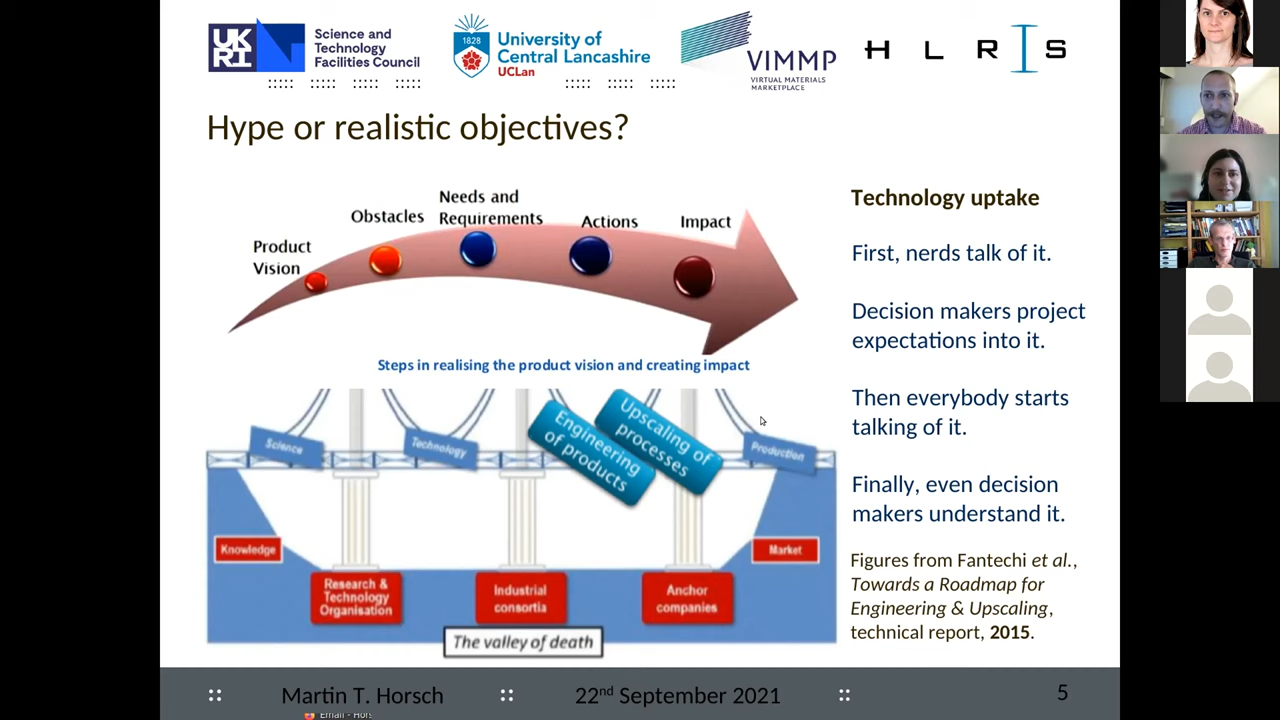 UK
RI
Science and
Technology
Facilities Council
1828
University of
Central Lancashire
UCLan
VIMMP
VIRTUAL MATERIALS
MARKETPLACE
H L R I S
Hype or realistic objectives?
Product
Vision
Obstacles
Needs and
Requirements
Actions
Impact
Steps in realising the product vision and creating impact
Science
Technology
Engineering
of products
Upscaling of
processes
Production
Knowledge
Market
Research &
Technology
Organisation
Industrial
consortia
Anchor
companies
The valley of death
Technology uptake
First, nerds talk of it.
Decision makers project
expectations into it.
Then everybody starts
talking of it.
Finally, even decision
makers understand it.
Figures from Fantechi et al.,
Towards a Roadmap for
Engineering & Upscaling,
technical report, 2015.
Martin T. Horsch
22nd September 2021
5